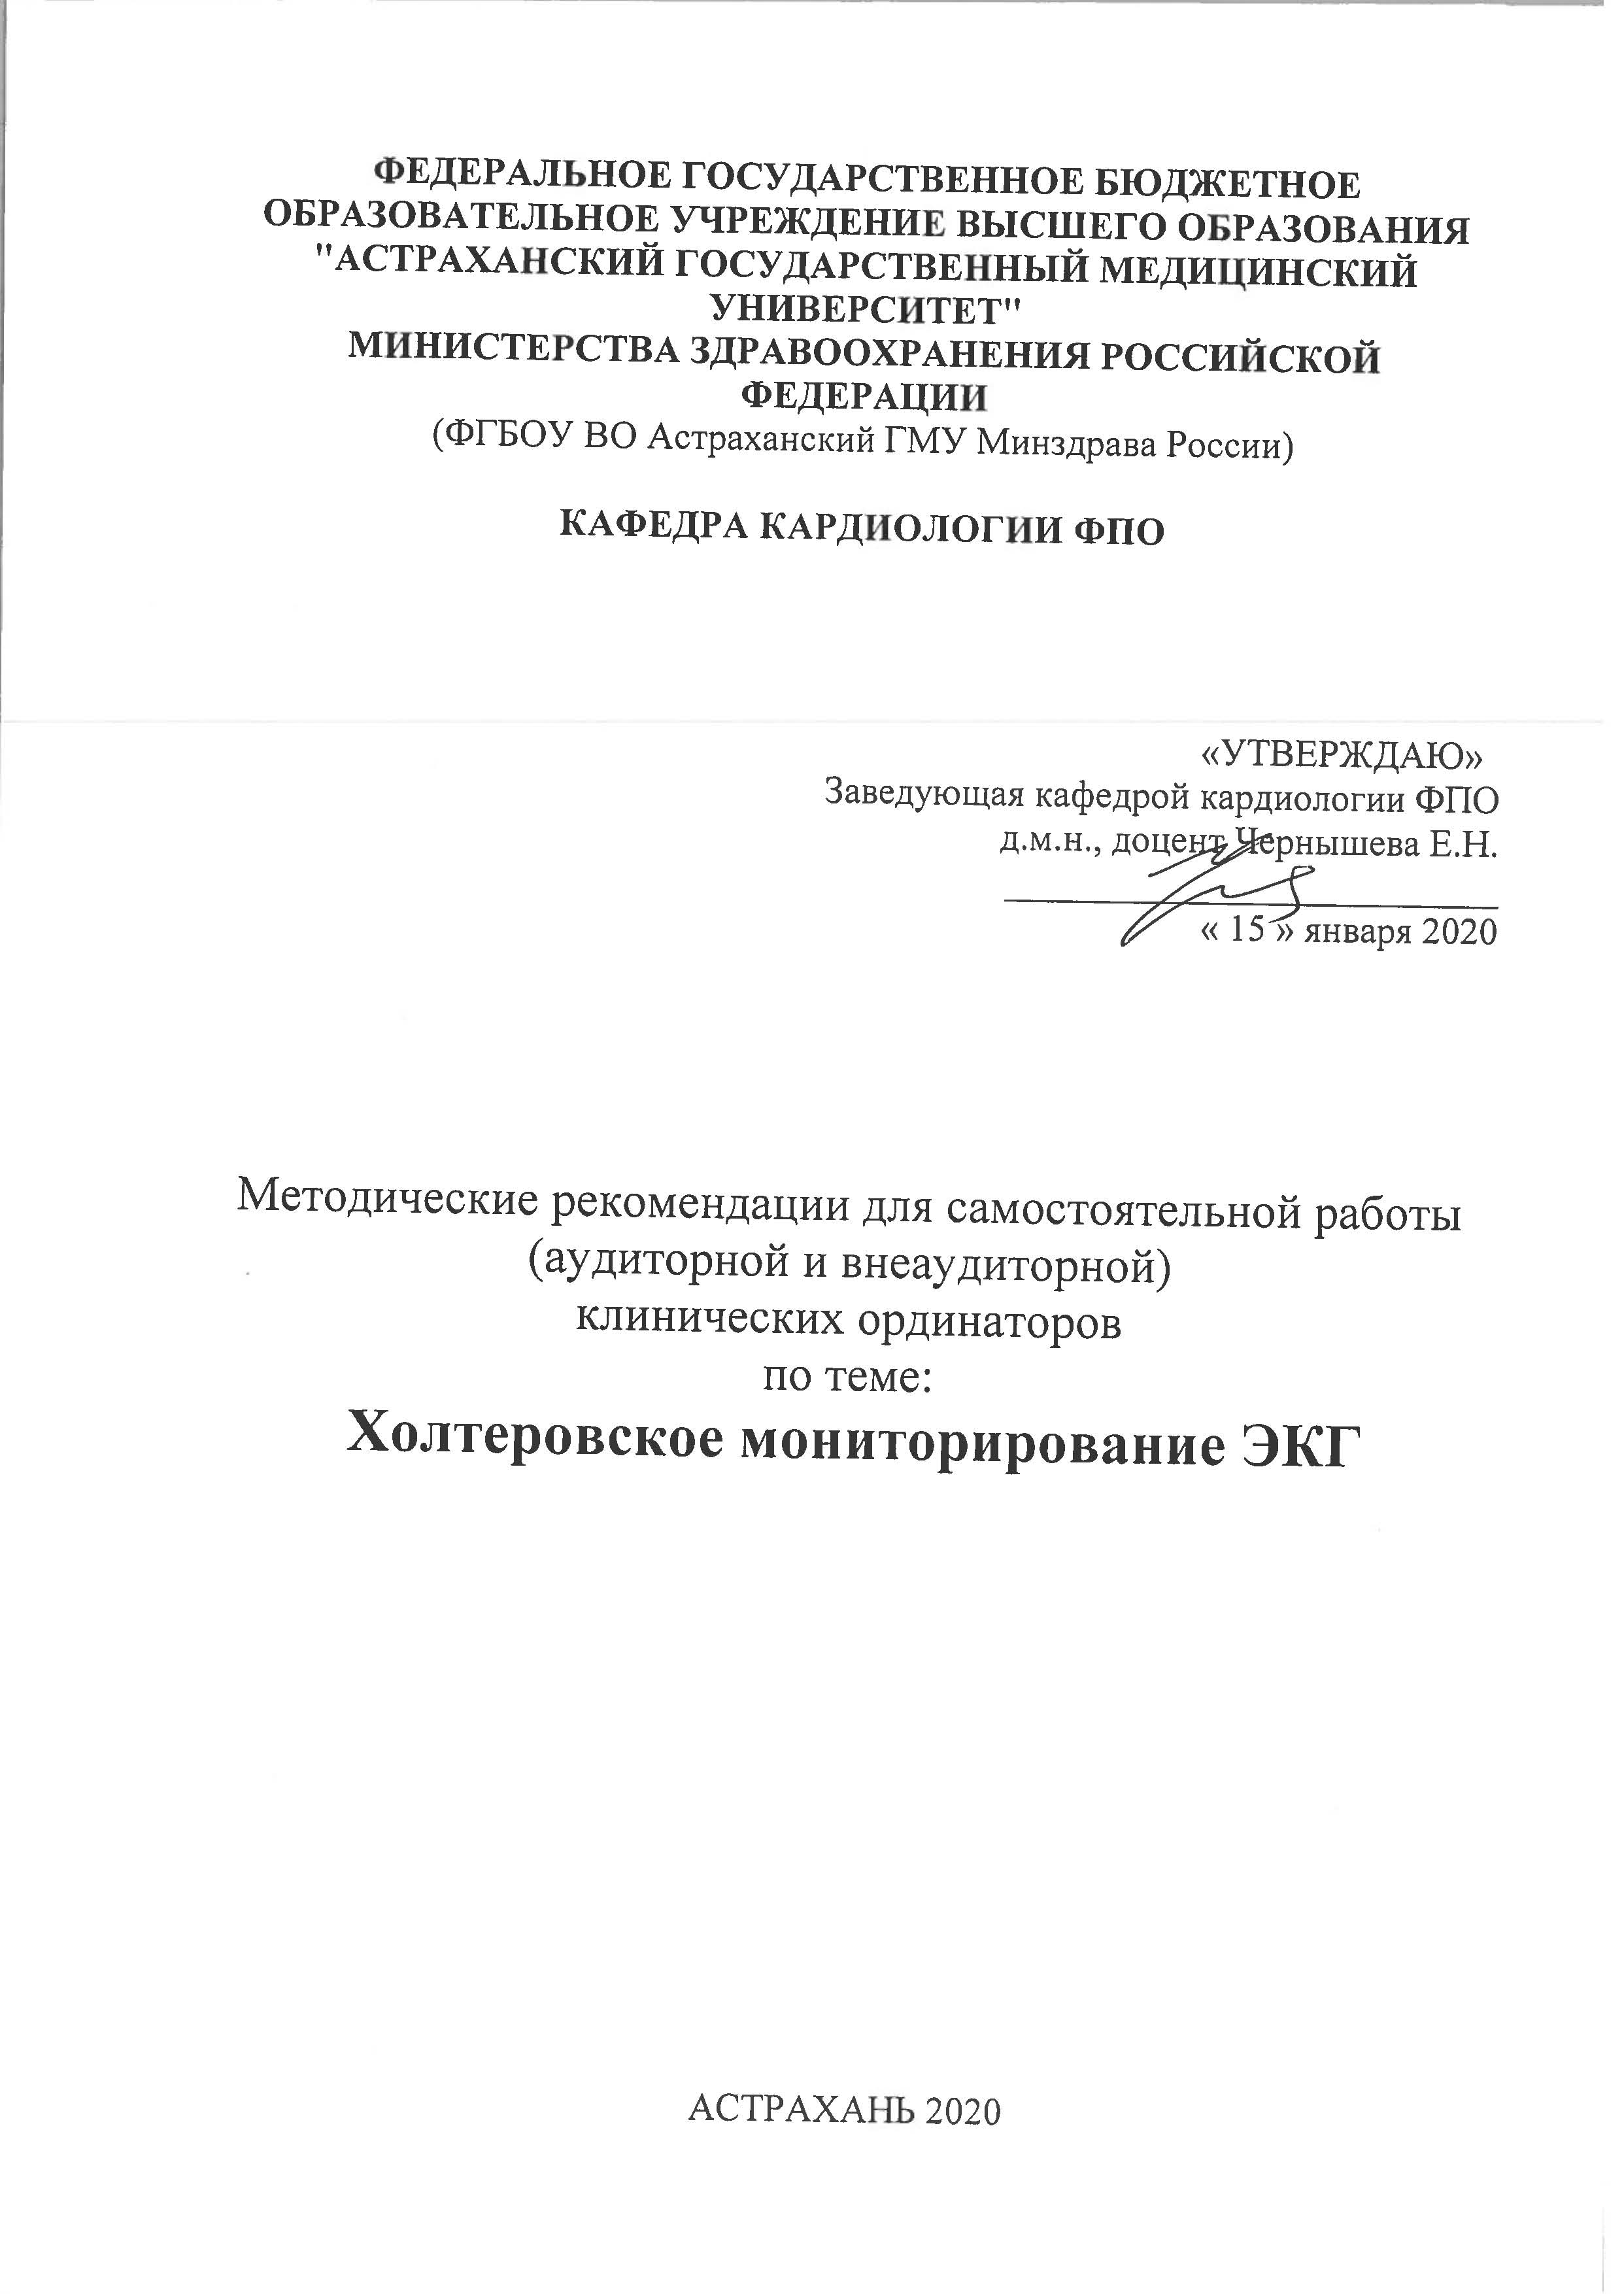 ФЕДЕРАЛЬНОЕ ГОСУДАРСТВЕННОЕ БЮДЖЕТНОЕ
ОБРАЗОВАТЕЛЬНОЕ УЧРЕЖДЕНИЕ ВЫСШЕГО ОБРАЗОВАНИЯ
"АСТРАХАНСКИЙ ГОСУДАРСТВЕННЫЙ МЕДИЦИНСКИЙ
УНИВЕРСИТЕТ"
МИНИСТЕРСТВА ЗДРАВООХРАНЕНИЯ РОССИЙСКОЙ
ФЕДЕРАЦИИ
(ФГБОУ ВО Астраханский ГМУ Минздрава России)
КАФЕДРА КАРДИОЛОГИИ ФПО
«УТВЕРЖДАЮ»
Заведующая кафедрой кардиологии ФПО
д.м.н., доцент Чернышева Е.Н.
« 15 » января 2020
Методические рекомендации для самостоятельной работы
(аудиторной и внеаудиторной)
клинических ординаторов
по теме:
Холтеровское мониторирование ЭКГ
АСТРАХАНЬ 2020